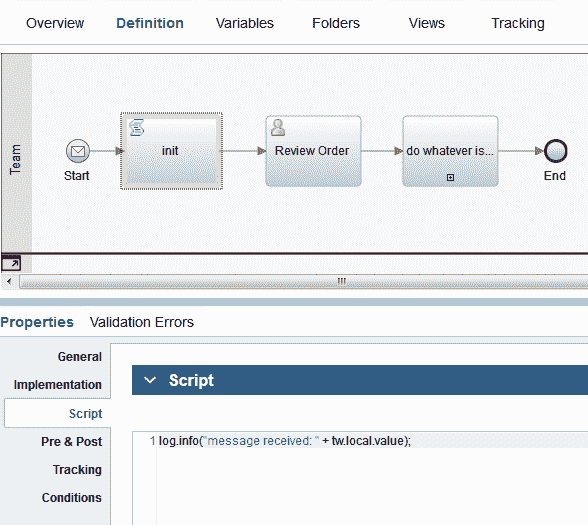 Overview Definition Variables Folders Views Tracking
Team
Start
init
Review Order
do whatever is...
End
Properties Validation Errors
General
Implementation
Script
Pre & Post
Tracking
Conditions
Script
1 log.info("message received: " + tw.local.value);